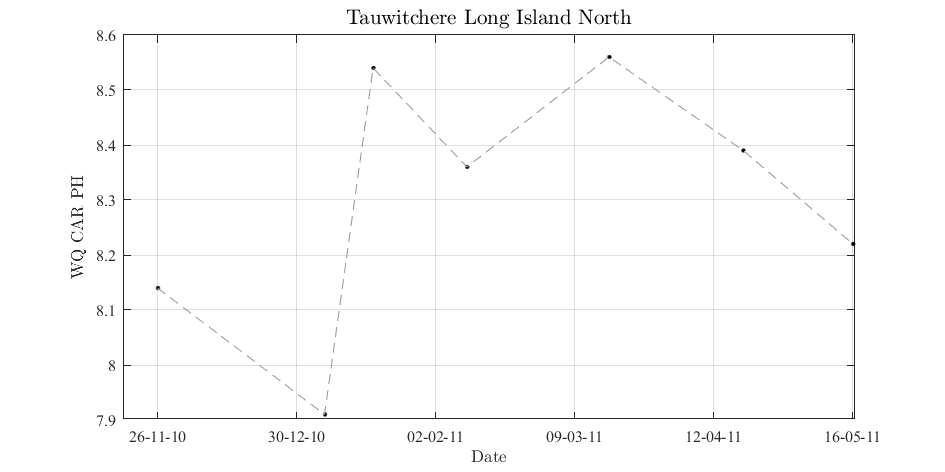 Tauwitchere Long Island North
8.6
8.5
8.4
8.3
8.2
8.1
8
7.9
WQ CAR PH
26-11-10 30-12-10 02-02-11 09-03-11 12-04-11 16-05-11
Date